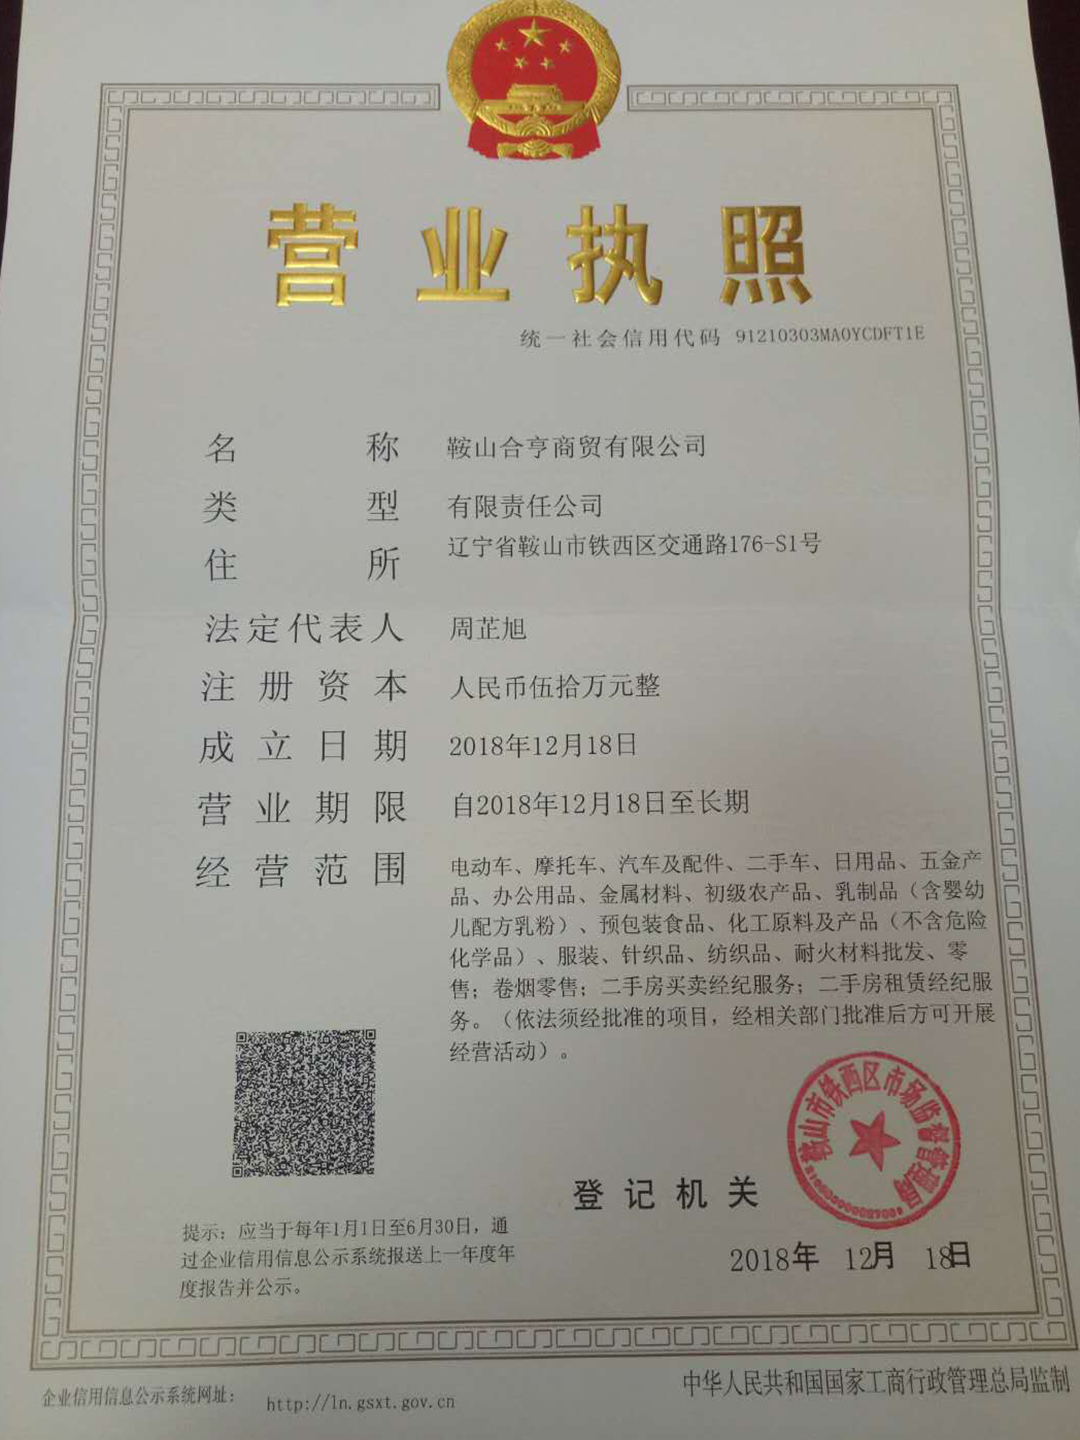 营业执照
统一社会信用代码 91210303MA0YCDFT1E
名称 鞍山合亨商贸有限公司
类型 有限责任公司
住所 辽宁省鞍山市铁西区交通路176-S1号
法定代表人 周芷旭
注册资本 人民币伍拾万元整
成立日期 2018年12月18日
营业期限 自2018年12月18日至长期
经营范围 电动车、摩托车、汽车及配件、二手车、日用品、五金产
品、办公用品、金属材料、初级农产品、乳制品（含婴幼
儿配方乳粉）、预包装食品、化工原料及产品（不含危险
化学品）、服装、针织品、纺织品、耐火材料批发、零
售；卷烟零售；二手房买卖经纪服务；二手房租赁经纪服
务。（依法须经批准的项目，经相关部门批准后方可开展
经营活动）。
鞍山市铁西区市场监督管理局
登记机关
2018年 12月 18日
提示：应当于每年1月1日至6月30日，通
过企业信用信息公示系统报送上一年度年
度报告并公示。
企业信用信息公示系统网址： http://ln.gsxt.gov.cn
中华人民共和国国家工商行政管理总局监制